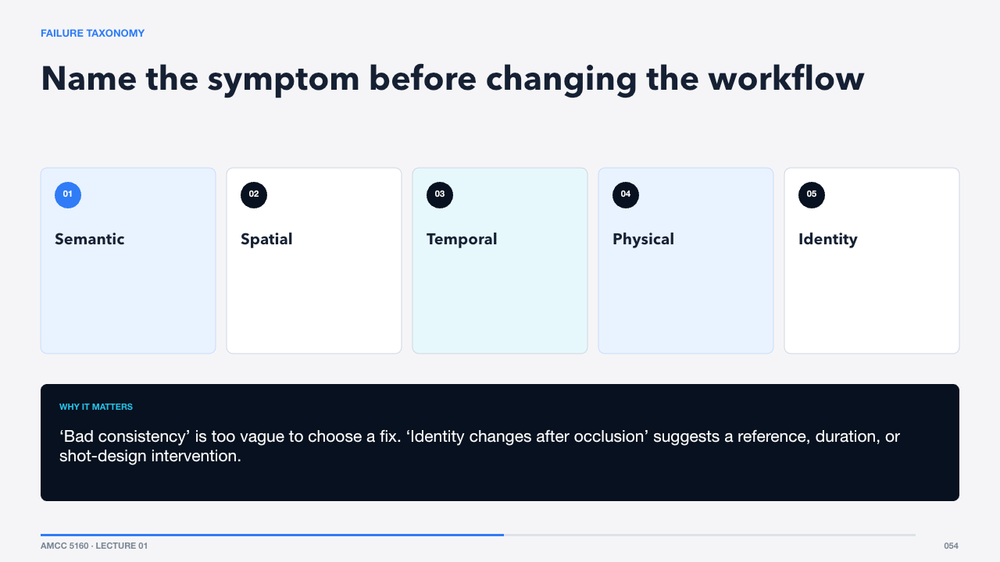 FAILURE TAXONOMY
Name the symptom before changing the workflow
01
Semantic
02
Spatial
03
Temporal
04
Physical
05
Identity
WHY IT MATTERS
‘Bad consistency’ is too vague to choose a fix. ‘Identity changes after occlusion’ suggests a reference, duration, or
shot-design intervention.
AMCC 5160 · LECTURE 01
054